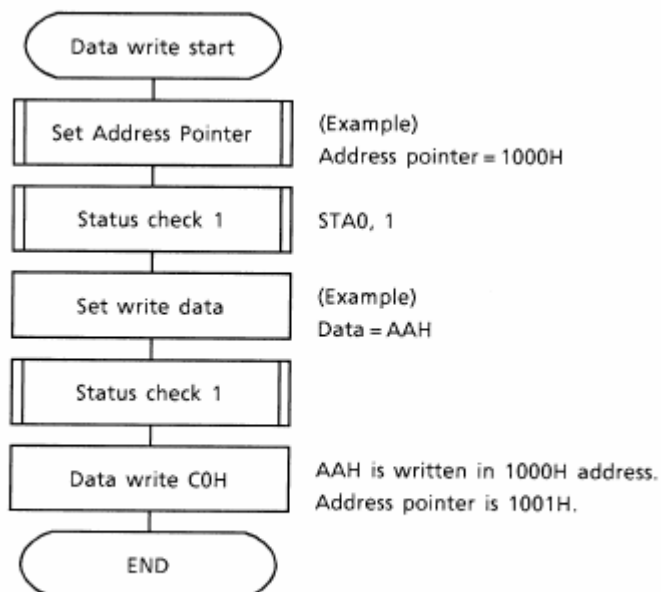 Data write start
Set Address Pointer
(Example)
Address pointer = 1000H
Status check 1
STA0, 1
Set write data
(Example)
Data = AAH
Status check 1
Data write C0H
AAH is written in 1000H address.
Address pointer is 1001H.
END